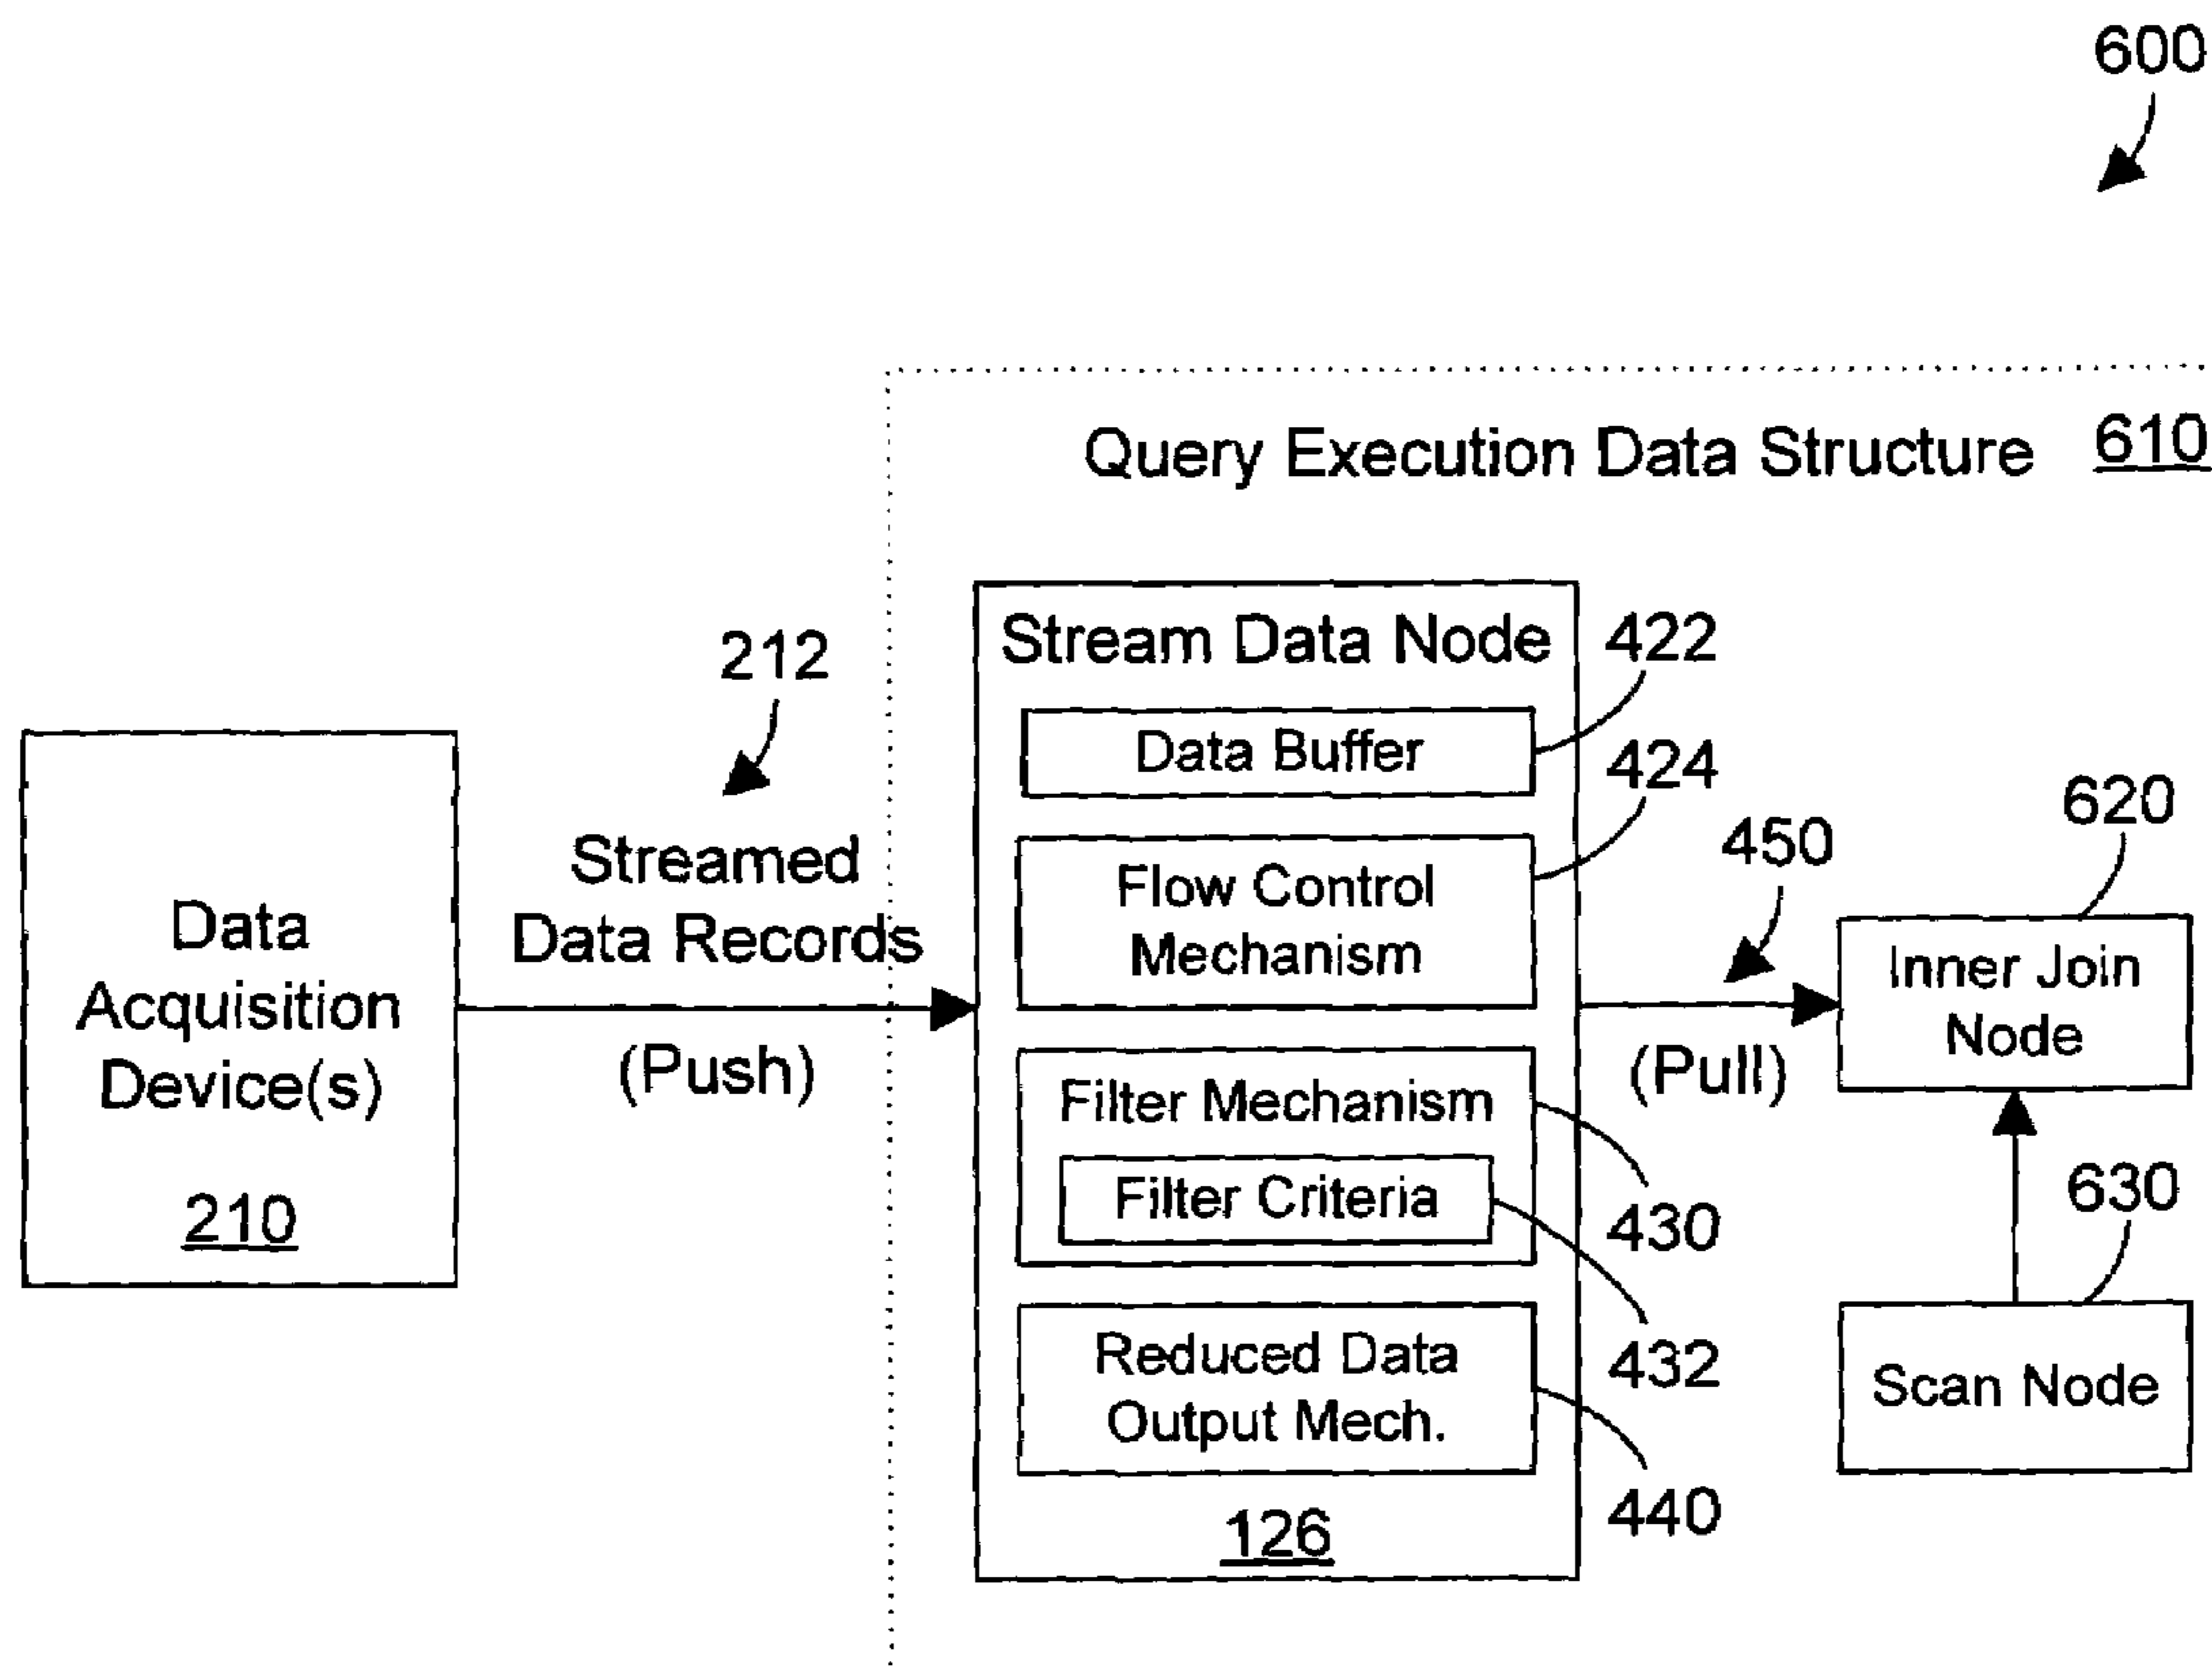 600
Query Execution Data Structure 610
Stream Data Node
422
Data Buffer
424
Flow Control
Mechanism
Filter Mechanism
430
Filter Criteria
432
Reduced Data
Output Mech.
440
126
212
Streamed
Data Records
(Push)
Data
Acquisition
Device(s)
210
450
(Pull)
620
Inner Join
Node
630
Scan Node